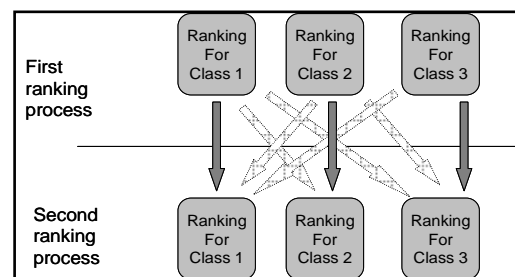 Ranking
For
Class 1
Ranking
For
Class 2
Ranking
For
Class 3
First
ranking
process
Second
ranking
process
Ranking
For
Class 1
Ranking
For
Class 2
Ranking
For
Class 3